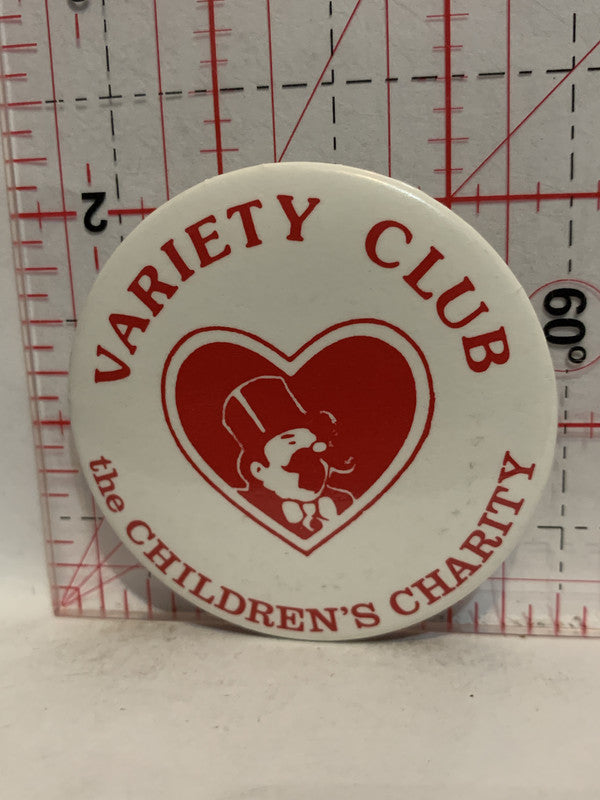 VARIETY CLUB
the CHILDREN'S CHARITY
2
60°